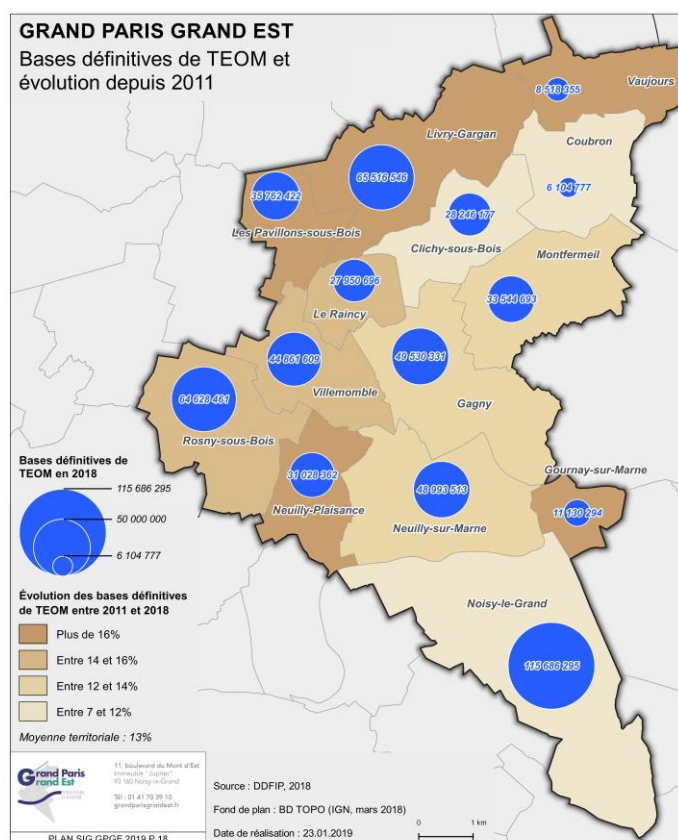 GRAND PARIS GRAND EST
Bases définitives de TEOM et
évolution depuis 2011
8 518 355
Vaujours
Livry-Gargan
Coubron
65 516 546
35 762 422
6 104 777
28 246 177
Les Pavillons-sous-Bois
Clichy-sous-Bois
Montfermeil
27 950 696
33 544 693
Le Raincy
44 861 609
49 530 331
Villemomble
64 628 461
Gagny
Rosny-sous-Bois
Bases définitives de
TEOM en 2018
115 686 295
50 000 000
6 104 777
31 028 362
Gournay-sur-Marne
48 993 513
Neuilly-Plaisance
11 130 294
Neuilly-sur-Marne
Évolution des bases définitives
de TEOM entre 2011 et 2018
Noisy-le-Grand
Plus de 16%
Entre 14 et 16%
115 686 295
Entre 12 et 14%
Entre 7 et 12%
Moyenne territoriale : 13%
Grand Paris
Grand Est
11, boulevard du Mont d'Est
Immeuble "Jupiter"
93 160 Noisy-le-Grand
Tél : 01 41 70 39 10
grandparisgrandest.fr
Source : DDFIP, 2018
Fond de plan : BD TOPO (IGN, mars 2018)
Date de réalisation : 23.01.2019
0 1 km
PLAN SIG GPGE 2019 P 18